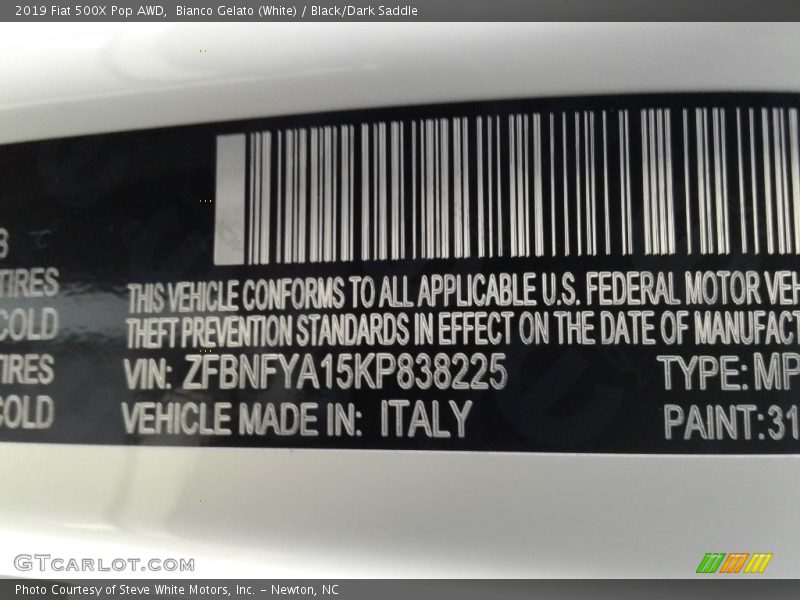 2019 Fiat 500X Pop AWD,  Bianco Gelato (White) / Black/Dark Saddle
TIRES
THIS VEHICLE CONFORMS TO ALL APPLICABLE U.S. FEDERAL MOTOR VEH
COLD
THEFT PREVENTION STANDARDS IN EFFECT ON THE DATE OF MANUFACT
TIRES
VIN: ZFBNFYA15KP838225 TYPE: MP
COLD
VEHICLE MADE IN: ITALY PAINT: 31
GTCARLOT.COM
Photo Courtesy of Steve White Motors, Inc. – Newton, NC